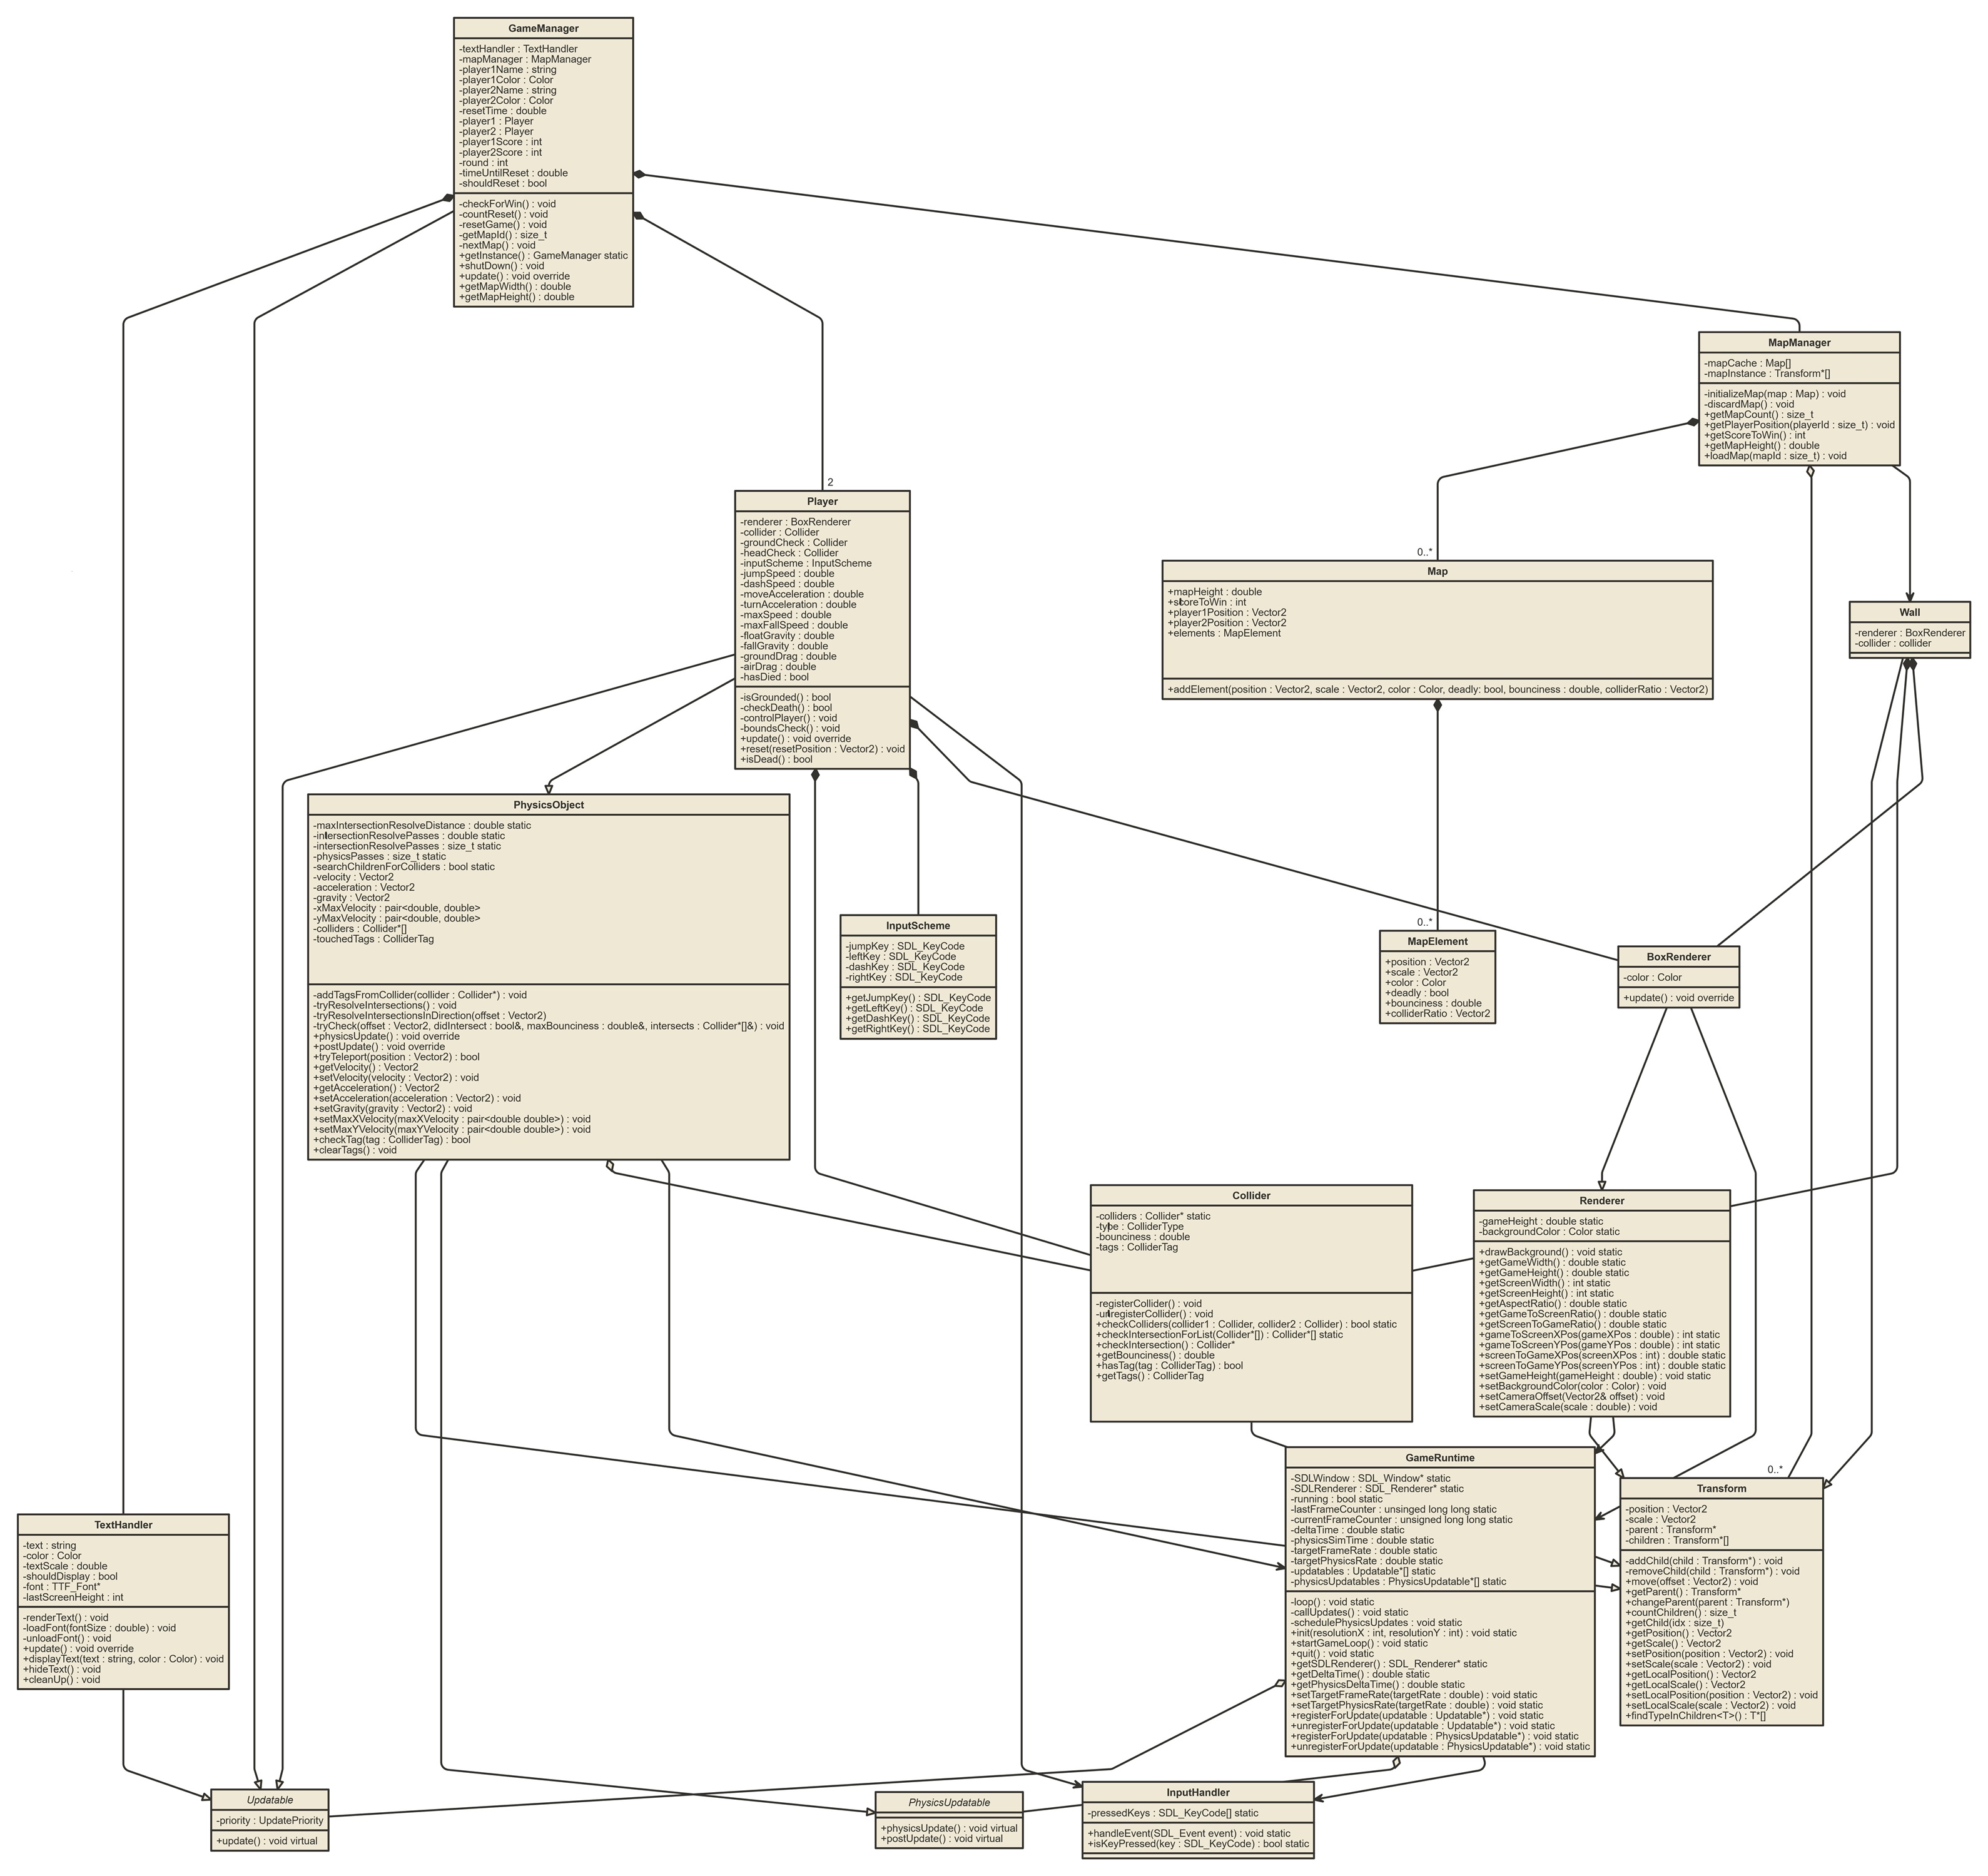 GameManager
-textHandler : TextHandler
-mapManager : MapManager
-player1Name : string
-player1Color : Color
-player2Name : string
-player2Color : Color
-resetTime : double
-player1 : Player
-player2 : Player
-player1Score : int
-player2Score : int
-round : int
-timeUntilReset : double
-shouldReset : bool
-checkForWin() : void
-countReset() : void
-resetGame() : void
-getMapId() : size_t
-nextMap() : void
+getInstance() : GameManager static
+shutDown() : void
+update() : void override
+getMapWidth() : double
+getMapHeight() : double
MapManager
-mapCache : Map[]
-mapInstance : Transform*[]
-initializeMap(map : Map) : void
-discardMap() : void
+getMapCount() : size_t
+getPlayerPosition(playerId : size_t) : void
+getScoreToWin() : int
+getMapHeight() : double
+loadMap(mapId : size_t) : void
2
Player
-renderer : BoxRenderer
-collider : Collider
-groundCheck : Collider
-headCheck : Collider
-inputScheme : InputScheme
-jumpSpeed : double
-dashSpeed : double
-moveAcceleration : double
-turnAcceleration : double
-maxSpeed : double
-maxFallSpeed : double
-floatGravity : double
-fallGravity : double
-groundDrag : double
-airDrag : double
-hasDied : bool
-isGrounded() : bool
-checkDeath() : bool
-controlPlayer() : void
-boundsCheck() : void
+update() : void override
+reset(resetPosition : Vector2) : void
+isDead() : bool
0..*
Map
+mapHeight : double
+scoreToWin : int
+player1Position : Vector2
+player2Position : Vector2
+elements : MapElement
+addElement(position : Vector2, scale : Vector2, color : Color, deadly: bool, bounciness : double, colliderRatio : Vector2)
Wall
-renderer : BoxRenderer
-collider : collider
PhysicsObject
-maxIntersectionResolveDistance : double static
-intersectionResolvePasses : double static
-intersectionResolvePasses : size_t static
-physicsPasses : size_t static
-searchChildrenForColliders : bool static
-velocity : Vector2
-acceleration : Vector2
-gravity : Vector2
-xMaxVelocity : pair<double, double>
-yMaxVelocity : pair<double, double>
-colliders : Collider*[]
-touchedTags : ColliderTag
-addTagsFromCollider(collider : Collider*) : void
-tryResolveIntersections() : void
-tryResolveIntersectionsInDirection(offset : Vector2)
-tryCheck(offset : Vector2, didIntersect : bool&, maxBounciness : double&, intersects : Collider*[]&) : void
+physicsUpdate() : void override
+postUpdate() : void override
+tryTeleport(position : Vector2) : bool
+getVelocity() : Vector2
+setVelocity(velocity : Vector2) : void
+getAcceleration() : Vector2
+setAcceleration(acceleration : Vector2) : void
+setGravity(gravity : Vector2) : void
+setMaxXVelocity(maxXVelocity : pair<double double>) : void
+setMaxYVelocity(maxYVelocity : pair<double double>) : void
+checkTag(tag : ColliderTag) : bool
+clearTags() : void
InputScheme
-jumpKey : SDL_KeyCode
-leftKey : SDL_KeyCode
-dashKey : SDL_KeyCode
-rightKey : SDL_KeyCode
+getJumpKey() : SDL_KeyCode
+getLeftKey() : SDL_KeyCode
+getDashKey() : SDL_KeyCode
+getRightKey() : SDL_KeyCode
0..*
MapElement
+position : Vector2
+scale : Vector2
+color : Color
+deadly : bool
+bounciness : double
+colliderRatio : Vector2
BoxRenderer
-color : Color
+update() : void override
Collider
-colliders : Collider* static
-type : ColliderType
-bounciness : double
-tags : ColliderTag
-registerCollider() : void
-unregisterCollider() : void
+checkColliders(collider1 : Collider, collider2 : Collider) : bool static
+checkIntersectionForList(Collider*[]) : Collider*[] static
+checkIntersection() : Collider*
+getBounciness() : double
+hasTag(tag : ColliderTag) : bool
+getTags() : ColliderTag
Renderer
-gameHeight : double static
-backgroundColor : Color static
+drawBackground() : void static
+getGameWidth() : double static
+getGameHeight() : double static
+getScreenWidth() : int static
+getScreenHeight() : int static
+getAspectRatio() : double static
+getGameToScreenRatio() : double static
+getScreenToGameRatio() : double static
+gameToScreenXPos(gameXPos : double) : int static
+gameToScreenYPos(gameYPos : double) : int static
+screenToGameXPos(screenXPos : int) : double static
+screenToGameYPos(screenYPos : int) : double static
+setGameHeight(gameHeight : double) : void static
+setBackgroundColor(color : Color) : void
+setCameraOffset(Vector2& offset) : void
+setCameraScale(scale : double) : void
GameRuntime
-SDLWindow : SDL_Window* static
-SDLRenderer : SDL_Renderer* static
-running : bool static
-lastFrameCounter : unsinged long long static
-currentFrameCounter : unsigned long long static
-deltaTime : double static
-physicsSimTime : double static
-targetFrameRate : double static
-targetPhysicsRate : double static
-updatables : Updatable*[] static
-physicsUpdatables : PhysicsUpdatable*[] static
-loop() : void static
-callUpdates() : void static
-schedulePhysicsUpdates : void static
+init(resolutionX : int, resolutionY : int) : void static
+startGameLoop() : void static
+quit() : void static
+getSDLRenderer() : SDL_Renderer* static
+getDeltaTime() : double static
+getPhysicsDeltaTime() : double static
+setTargetFrameRate(targetRate : double) : void static
+setTargetPhysicsRate(targetRate : double) : void static
+registerForUpdate(updatable : Updatable*) : void static
+unregisterForUpdate(updatable : Updatable*) : void static
+registerForUpdate(updatable : PhysicsUpdatable*) : void static
+unregisterForUpdate(updatable : PhysicsUpdatable*) : void static
0..*
Transform
-position : Vector2
-scale : Vector2
-parent : Transform*
-children : Transform*[]
-addChild(child : Transform*) : void
-removeChild(child : Transform*) : void
+move(offset : Vector2) : void
+getParent() : Transform*
+changeParent(parent : Transform*)
+countChildren() : size_t
+getChild(idx : size_t)
+getPosition() : Vector2
+getScale() : Vector2
+setPosition(position : Vector2) : void
+setScale(scale : Vector2) : void
+getLocalPosition() : Vector2
+getLocalScale() : Vector2
+setLocalPosition(position : Vector2) : void
+setLocalScale(scale : Vector2) : void
+findTypeInChildren<T>() : T*[]
TextHandler
-text : string
-color : Color
-textScale : double
-shouldDisplay : bool
-font : TTF_Font*
-lastScreenHeight : int
-renderText() : void
-loadFont(fontSize : double) : void
-unloadFont() : void
+update() : void override
+displayText(text : string, color : Color) : void
+hideText() : void
+cleanUp() : void
Updatable
-priority : UpdatePriority
+update() : void virtual
PhysicsUpdatable
+physicsUpdate() : void virtual
+postUpdate() : void virtual
InputHandler
-pressedKeys : SDL_KeyCode[] static
+handleEvent(SDL_Event event) : void static
+isKeyPressed(key : SDL_KeyCode) : bool static